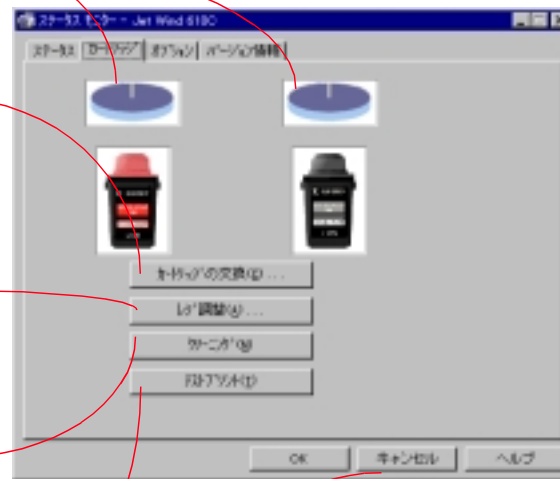 ステータス モニター - Jet Wind 6100
ステータス カートリッジ オプション バージョン情報
カートリッジの交換(E) ...
レジ調整(A) ...
クリーニング(N)
テストプリント(T)
OK キャンセル ヘルプ